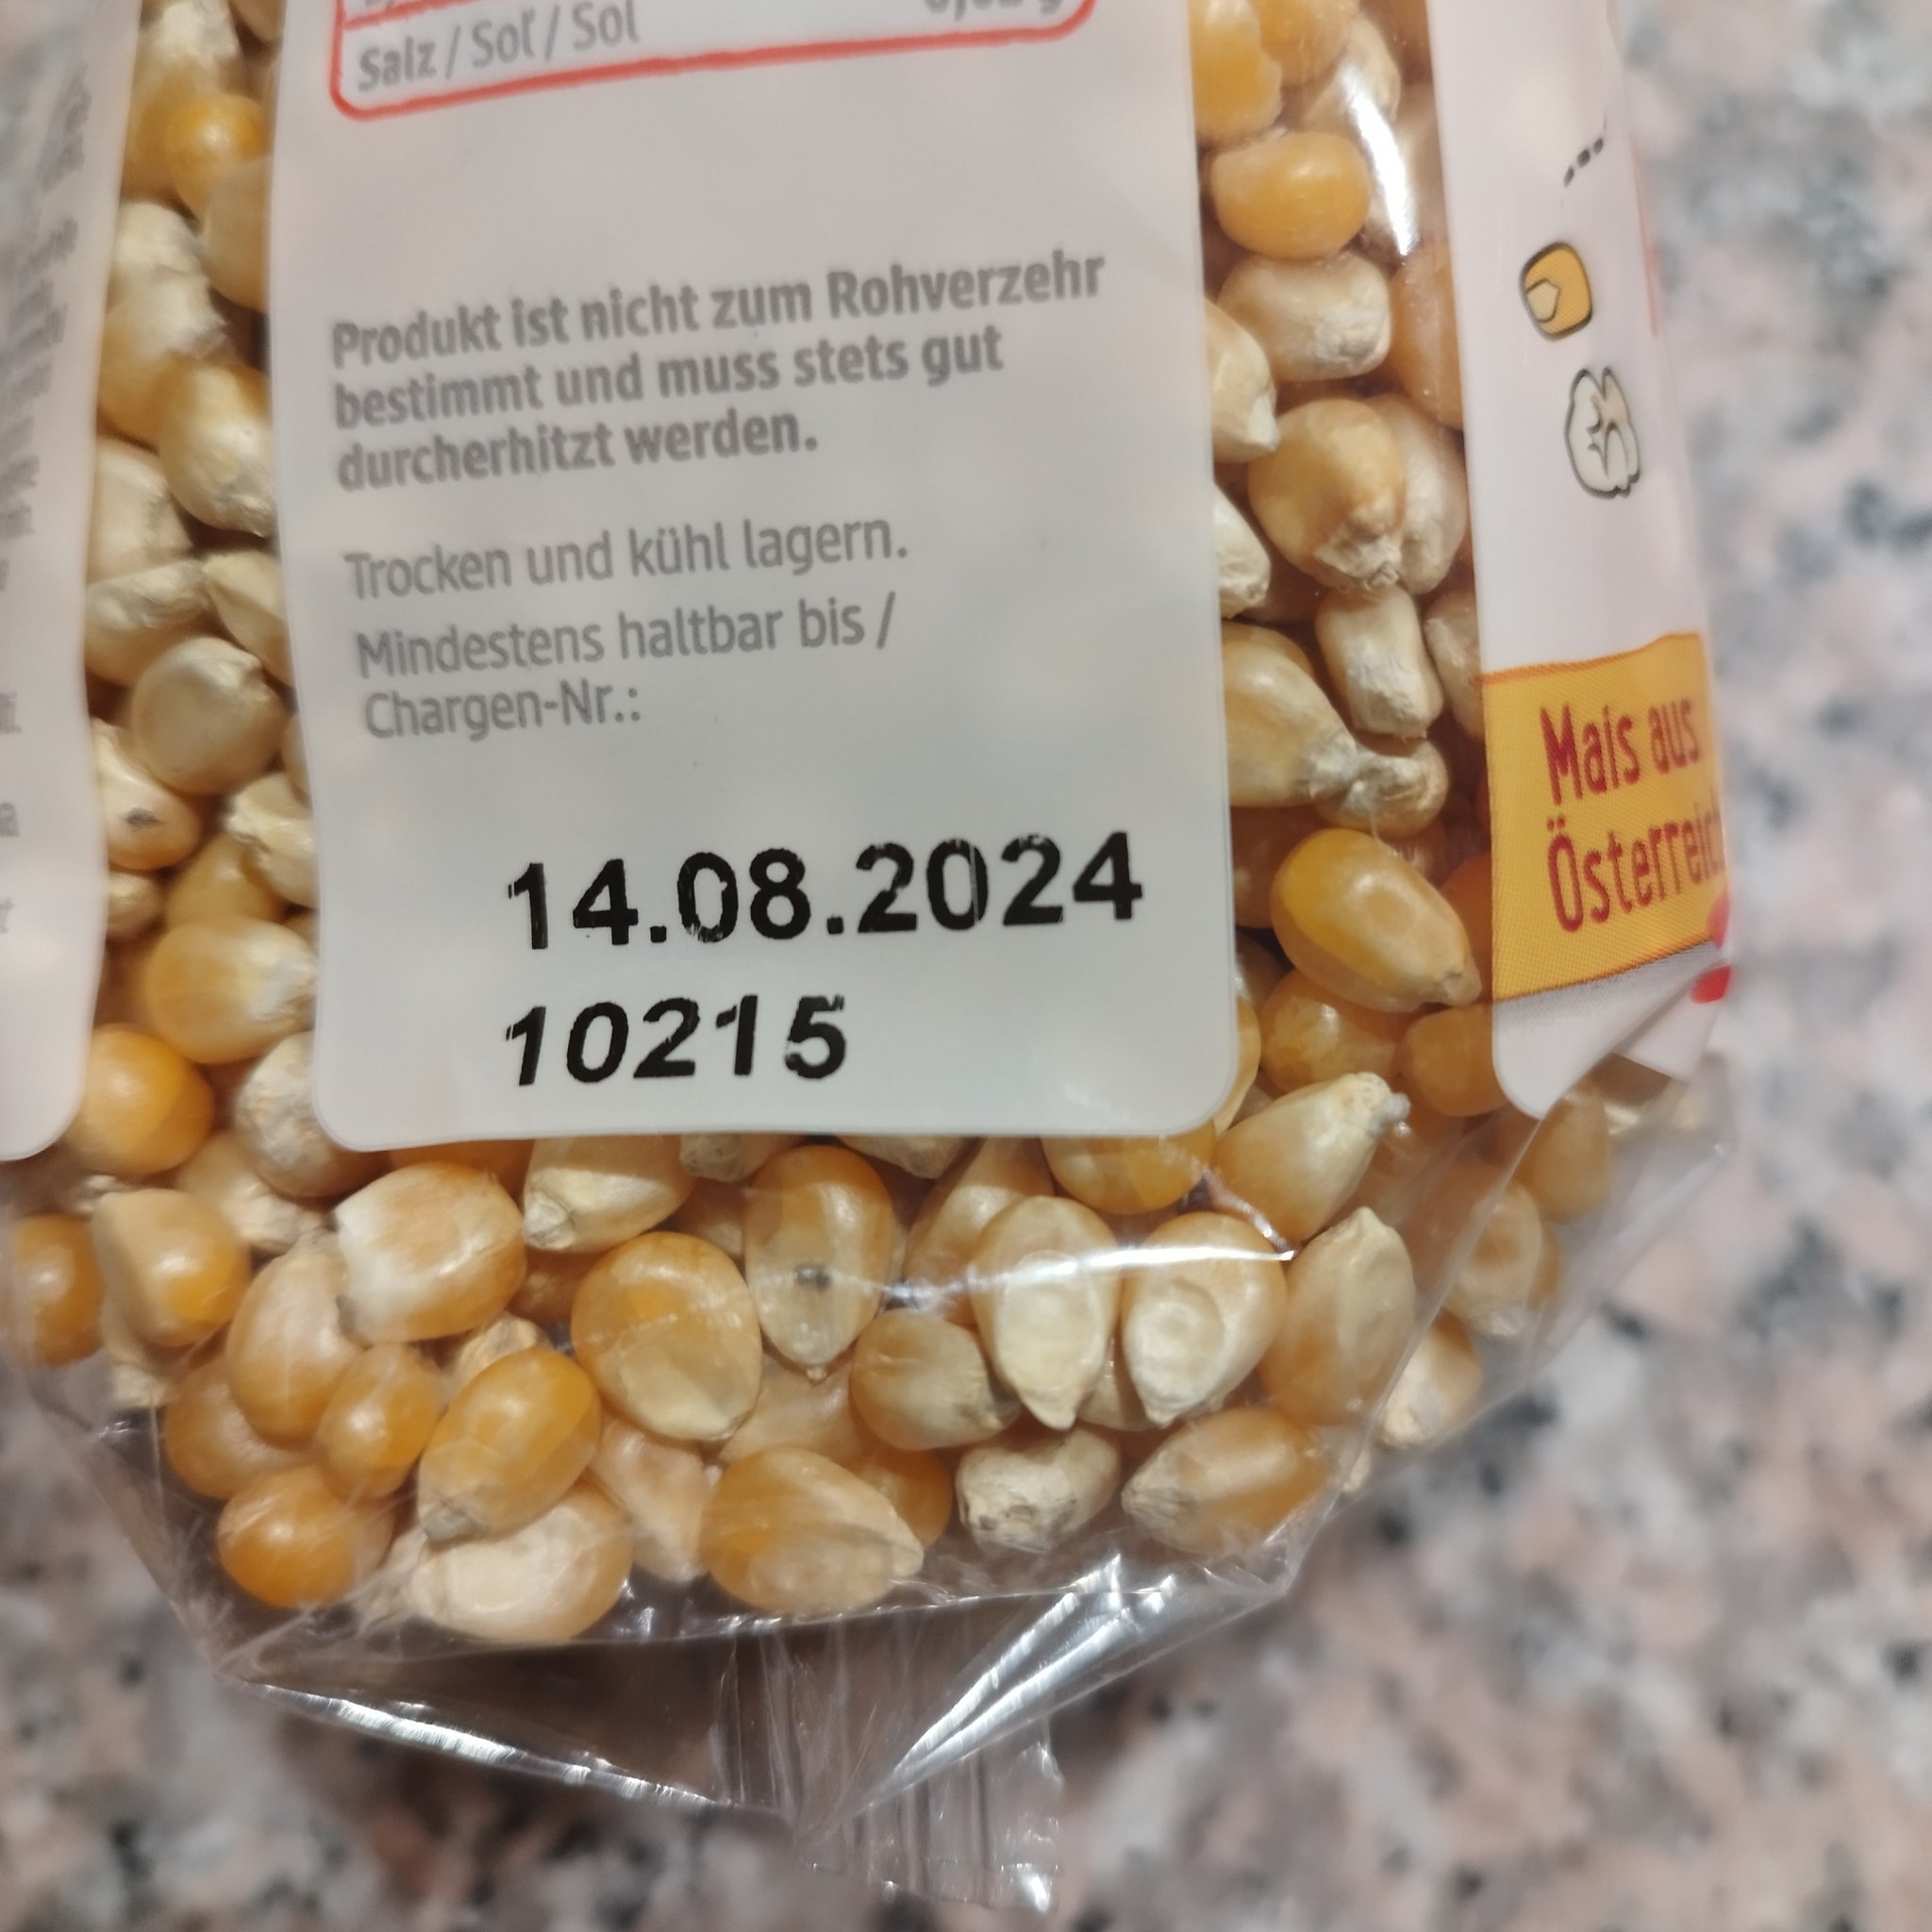 Salz / Soľ / Sol
Produkt ist nicht zum Rohverzehr
bestimmt und muss stets gut
durcherhitzt werden.
Trocken und kühl lagern.
Mindestens haltbar bis /
Chargen-Nr.:
14.08.2024
10215
Mais aus
Österreich